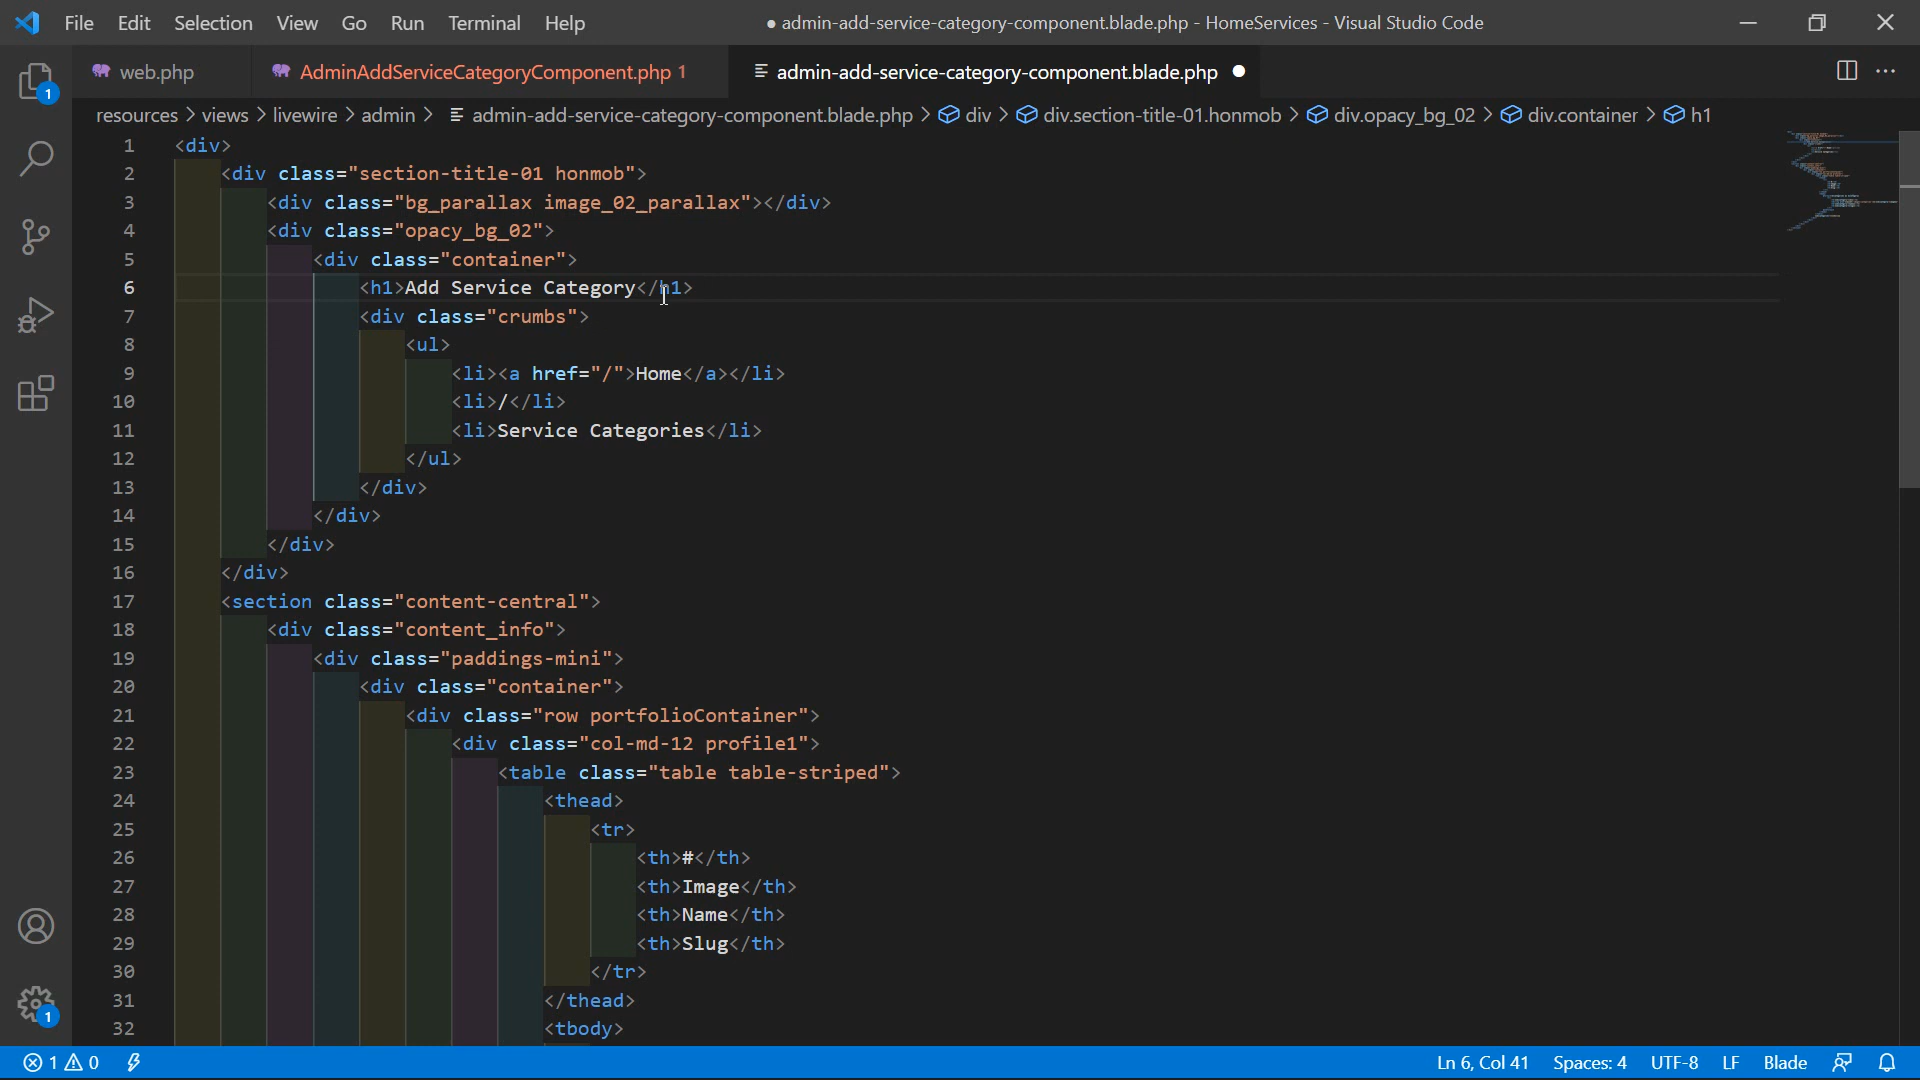 File Edit Selection View Go Run Terminal Help ● admin-add-service-category-component.blade.php - HomeServices - Visual Studio Code
web.php AdminAddServiceCategoryComponent.php 1 admin-add-service-category-component.blade.php
1
resources > views > livewire > admin > admin-add-service-category-component.blade.php > div > div.section-title-01.honmob > div.opacy_bg_02 > div.container > h1
1 <div>
2 <div class="section-title-01 honmob">
3 <div class="bg_parallax image_02_parallax"></div>
4 <div class="opacy_bg_02">
5 <div class="container">
6 <h1>Add Service Category</h1>
7 <div class="crumbs">
8 <ul>
9 <li><a href="/">Home</a></li>
10 <li>/</li>
11 <li>Service Categories</li>
12 </ul>
13 </div>
14 </div>
15 </div>
16 </div>
17 <section class="content-central">
18 <div class="content_info">
19 <div class="paddings-mini">
20 <div class="container">
21 <div class="row portfolioContainer">
22 <div class="col-md-12 profile1">
23 <table class="table table-striped">
24 <thead>
25 <tr>
26 <th>#</th>
27 <th>Image</th>
28 <th>Name</th>
29 <th>Slug</th>
30 </tr>
31 </thead>
32 <tbody>
1
1 0 Ln 6, Col 41 Spaces: 4 UTF-8 LF Blade